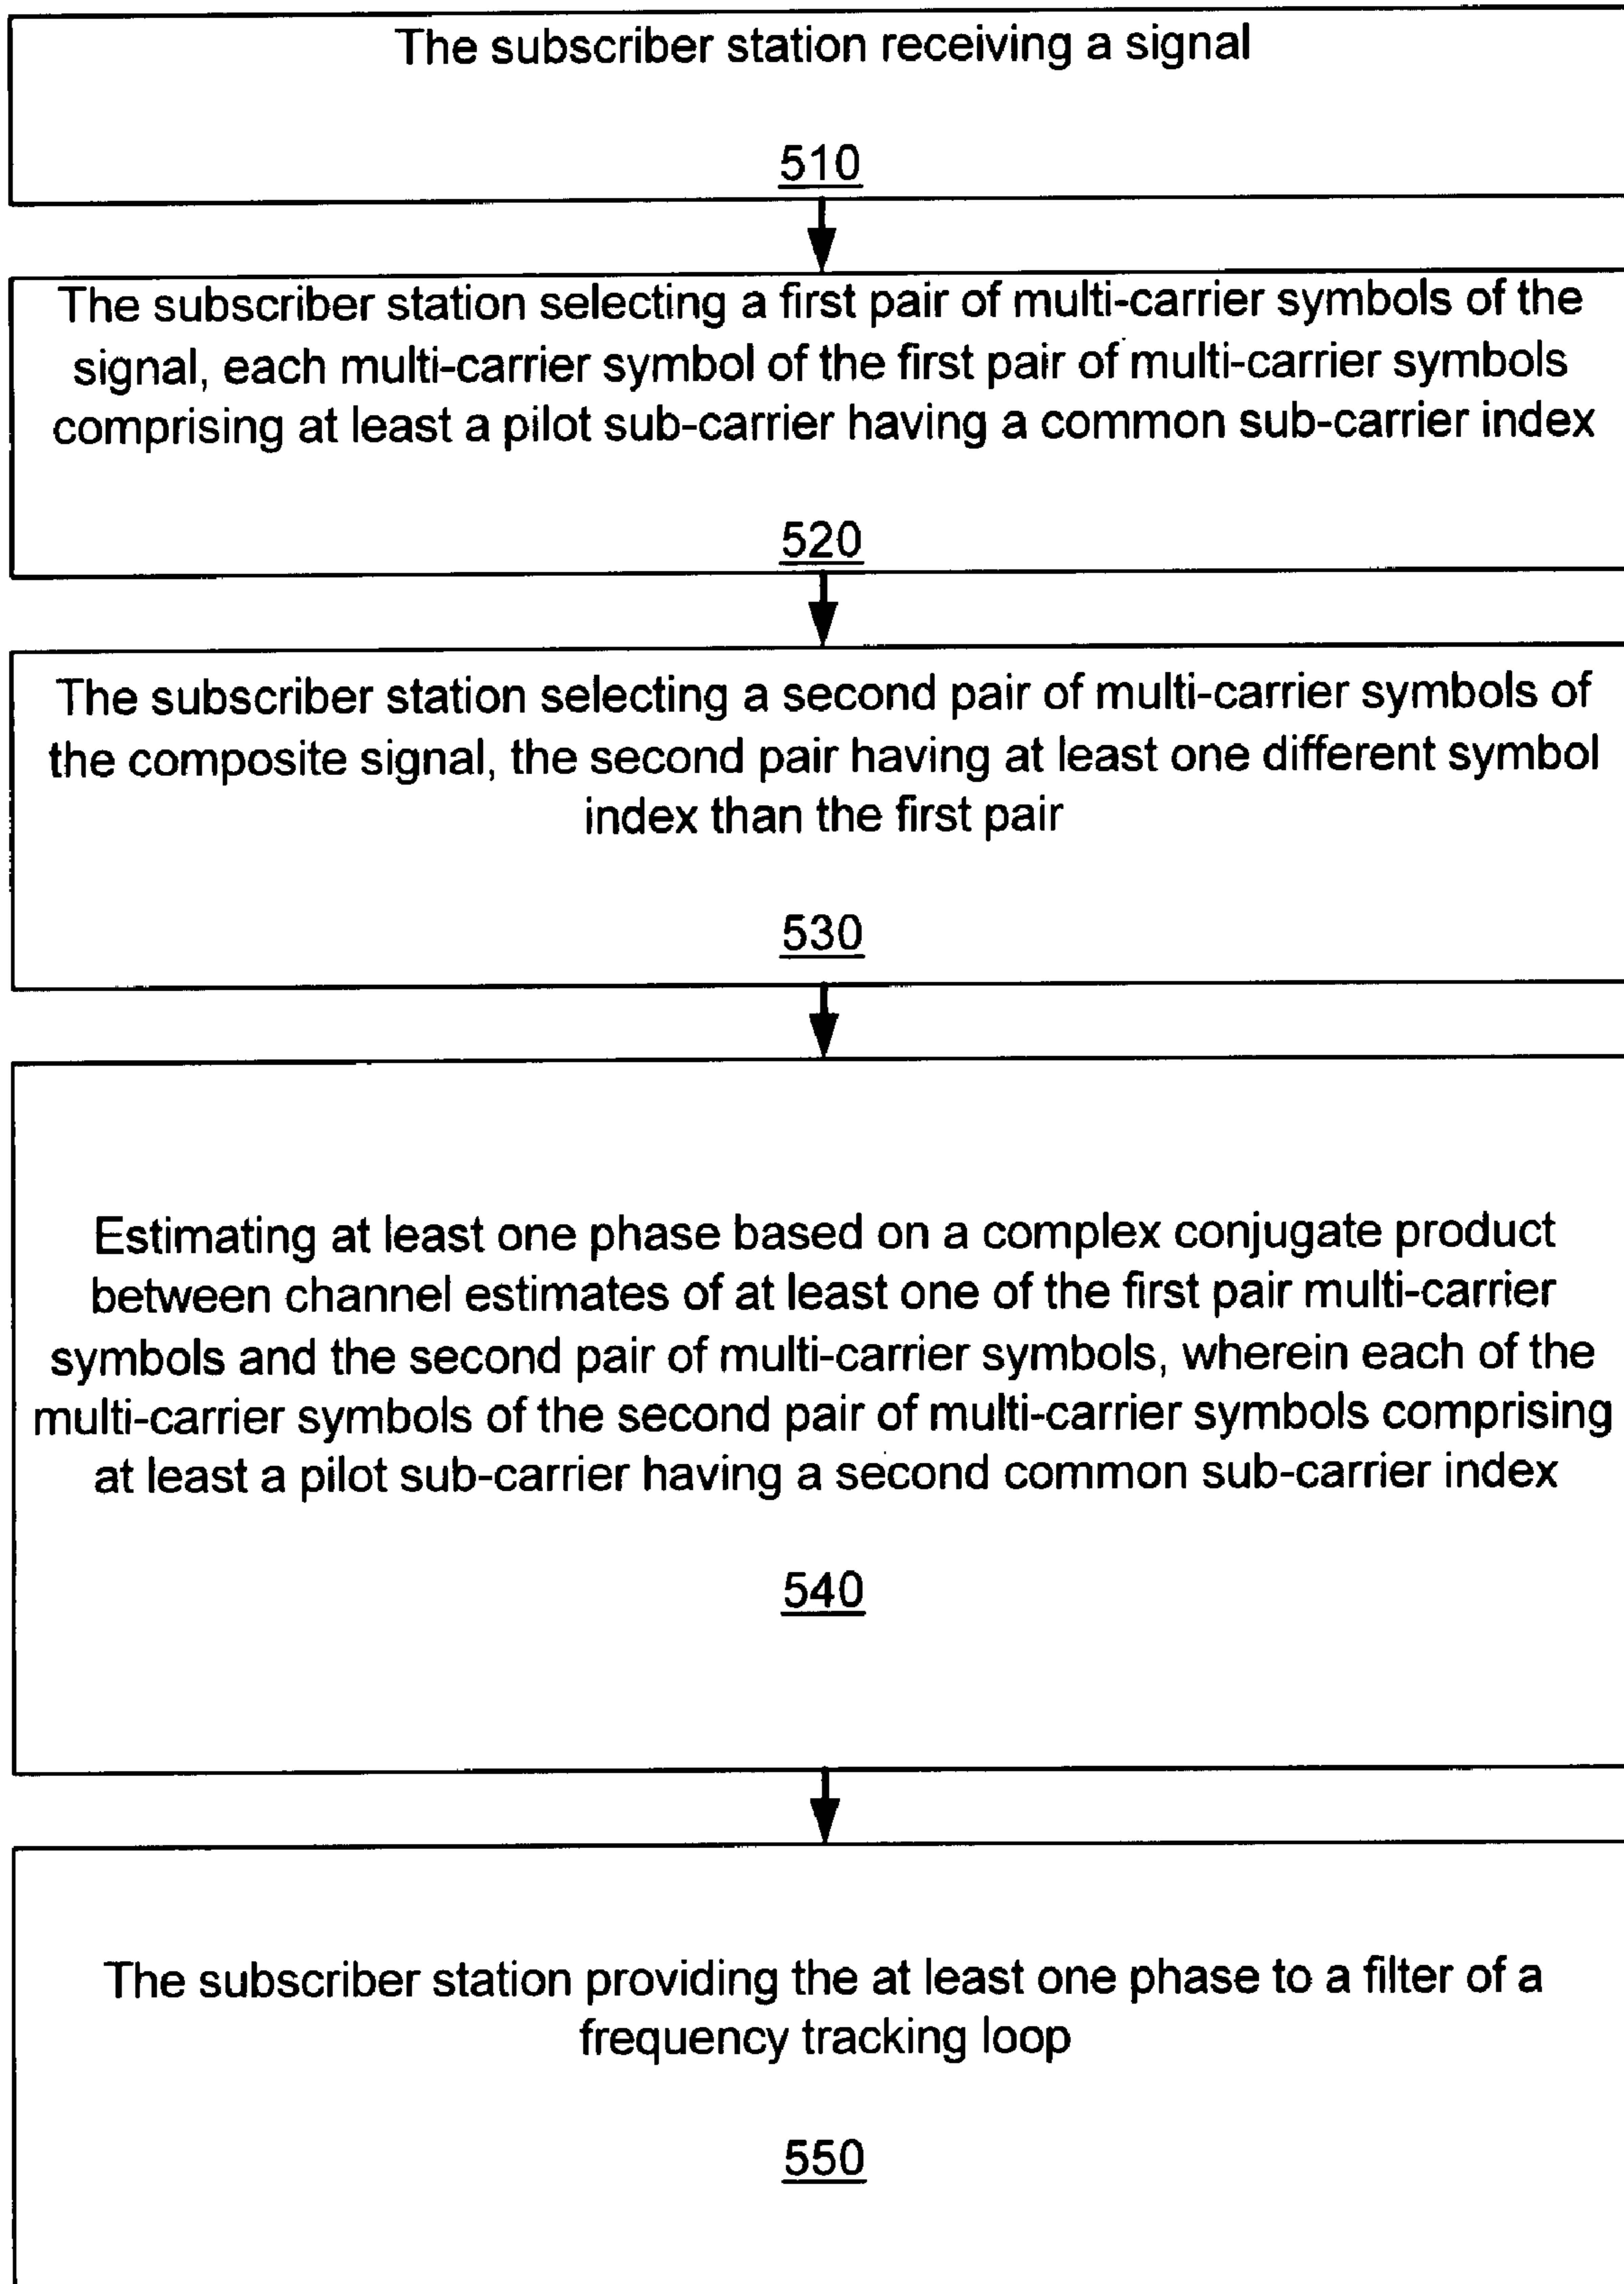 The subscriber station receiving a signal
510
The subscriber station selecting a first pair of multi-carrier symbols of the
signal, each multi-carrier symbol of the first pair of multi-carrier symbols
comprising at least a pilot sub-carrier having a common sub-carrier index
520
The subscriber station selecting a second pair of multi-carrier symbols of
the composite signal, the second pair having at least one different symbol
index than the first pair
530
Estimating at least one phase based on a complex conjugate product
between channel estimates of at least one of the first pair multi-carrier
symbols and the second pair of multi-carrier symbols, wherein each of the
multi-carrier symbols of the second pair of multi-carrier symbols comprising
at least a pilot sub-carrier having a second common sub-carrier index
540
The subscriber station providing the at least one phase to a filter of a
frequency tracking loop
550